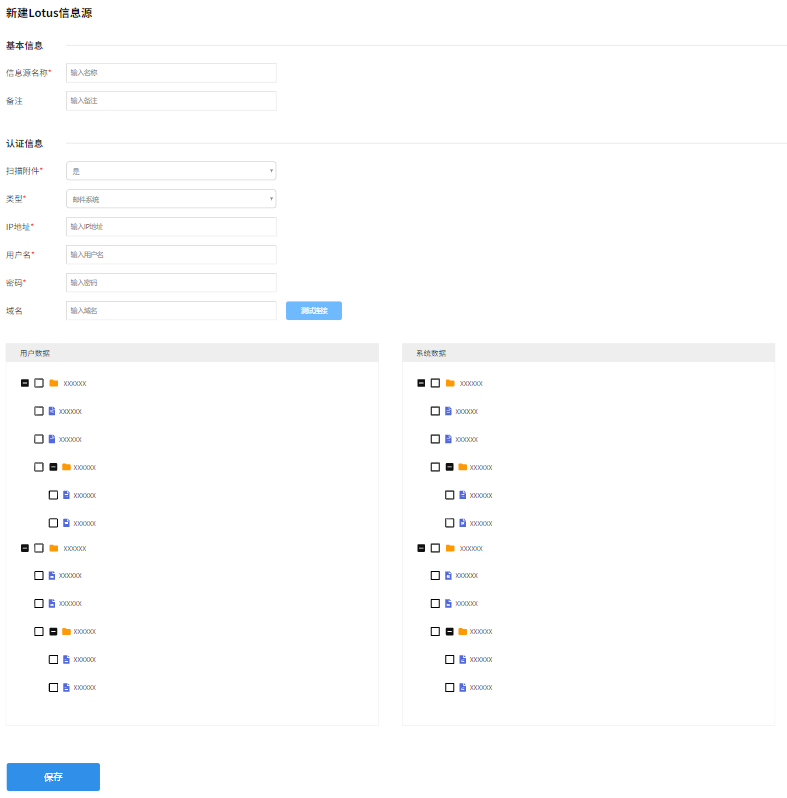 新建Lotus信息源
基本信息
信息源名称* 输入名称
备注 输入备注
认证信息
扫描附件* 是
类型* 邮件系统
IP地址* 输入IP地址
用户名* 输入用户名
密码* 输入密码
域名 输入域名 测试连接
用户数据
xxxxxx
xxxxxx
xxxxxx
xxxxxx
xxxxxx
xxxxxx
xxxxxx
xxxxxx
xxxxxx
xxxxxx
xxxxxx
xxxxxx
系统数据
xxxxxx
xxxxxx
xxxxxx
xxxxxx
xxxxxx
xxxxxx
xxxxxx
xxxxxx
xxxxxx
xxxxxx
xxxxxx
xxxxxx
保存